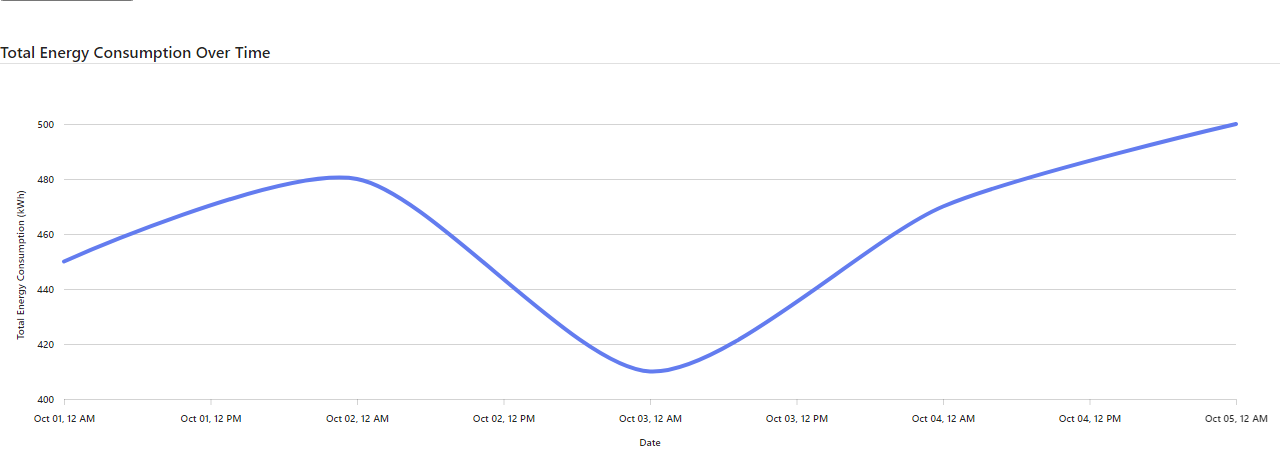 Total Energy Consumption Over Time
Total Energy Consumption (kWh)
500
480
460
440
420
400
Oct 01, 12 AM
Oct 01, 12 PM
Oct 02, 12 AM
Oct 02, 12 PM
Oct 03, 12 AM
Oct 03, 12 PM
Oct 04, 12 AM
Oct 04, 12 PM
Oct 05, 12 AM
Date